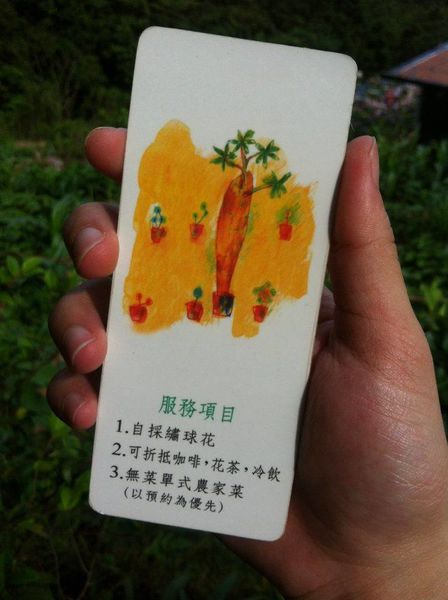 服務項目
1.自採繡球花
2.可折抵咖啡,花茶,冷飲
3.無菜單式農家菜
(以預約為優先)